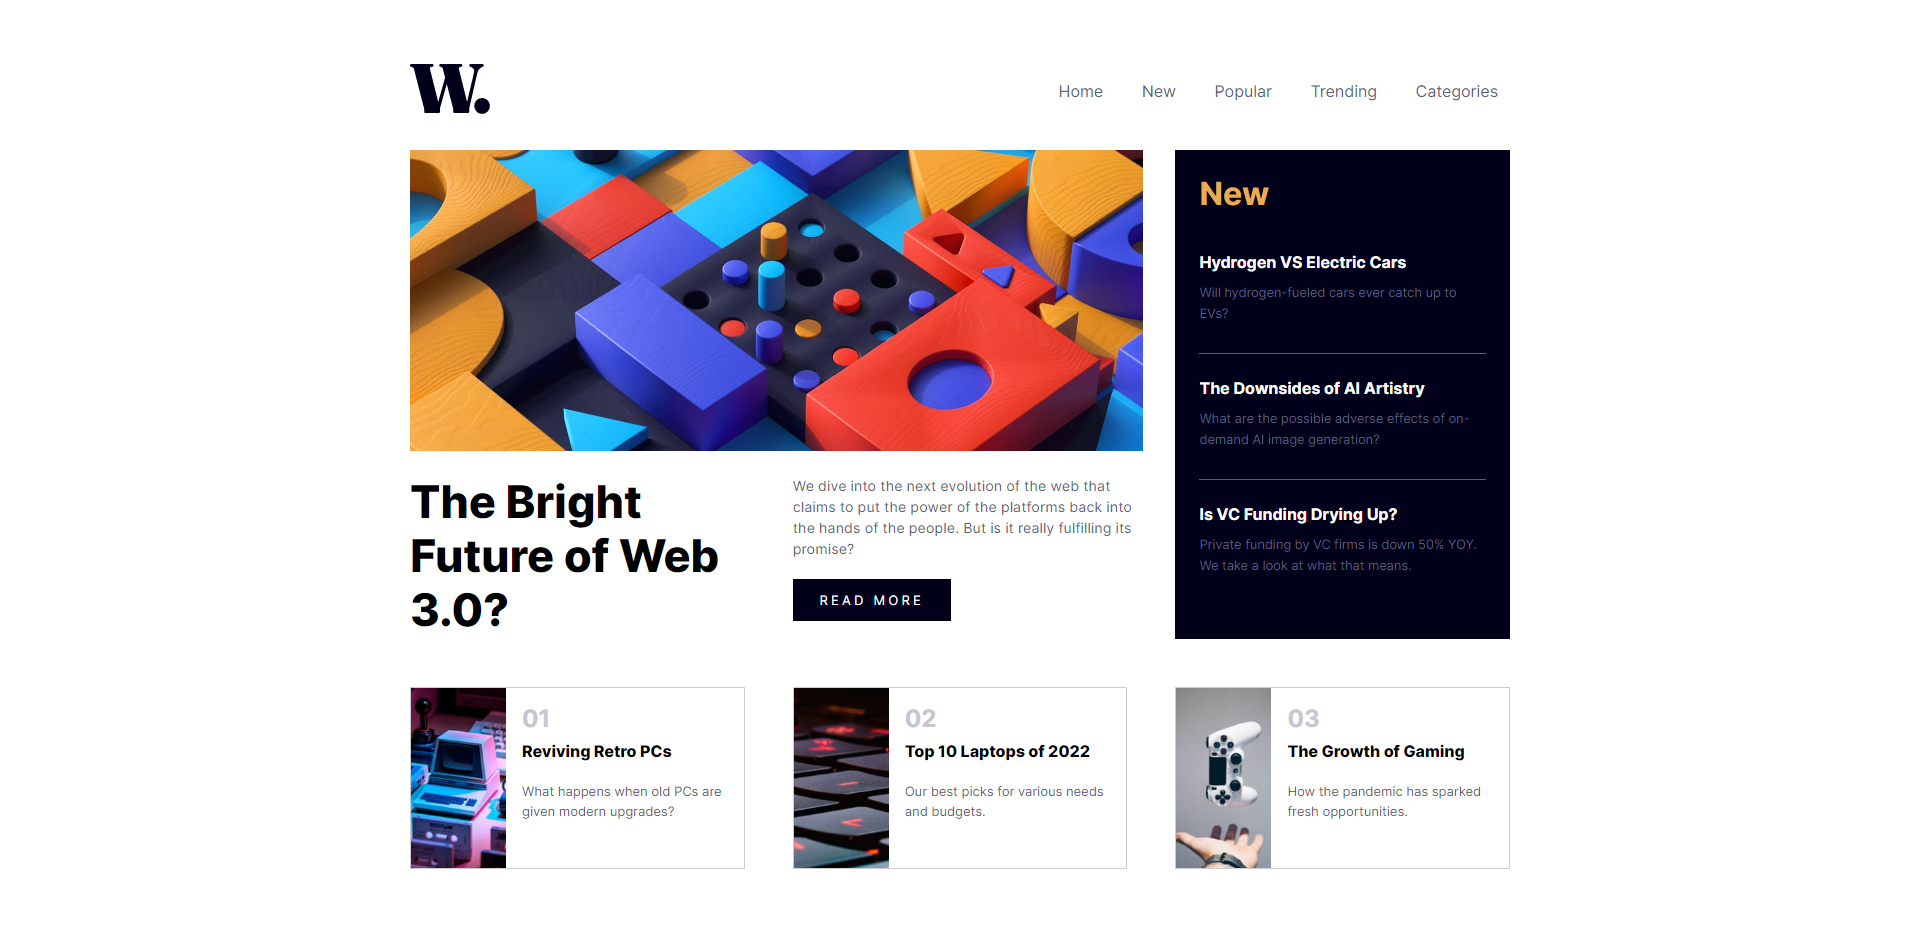 W.
Home New Popular Trending Categories
The Bright
Future of Web
3.0?
We dive into the next evolution of the web that
claims to put the power of the platforms back into
the hands of the people. But is it really fulfilling its
promise?
READ MORE
New
Hydrogen VS Electric Cars
Will hydrogen-fueled cars ever catch up to
EVs?
The Downsides of AI Artistry
What are the possible adverse effects of on-
demand AI image generation?
Is VC Funding Drying Up?
Private funding by VC firms is down 50% YOY.
We take a look at what that means.
01
Reviving Retro PCs
What happens when old PCs are
given modern upgrades?
02
Top 10 Laptops of 2022
Our best picks for various needs
and budgets.
03
The Growth of Gaming
How the pandemic has sparked
fresh opportunities.